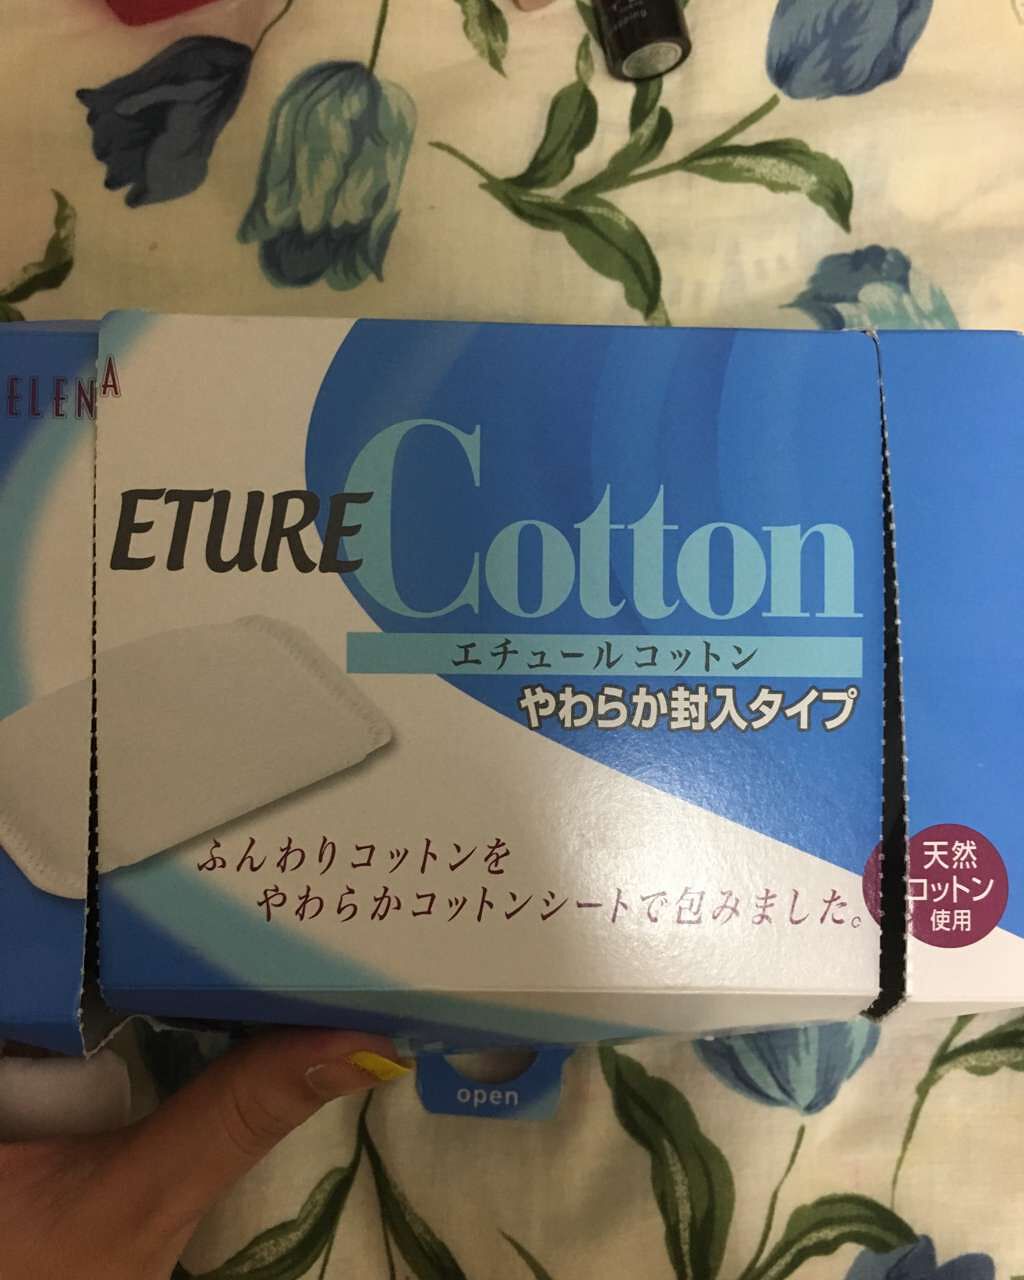 ELENA
ETURE Cotton
エチュールコットン
やわらか封入タイプ
ふんわりコットンを
やわらかコットンシートで包みました。
天然
コットン
使用
open